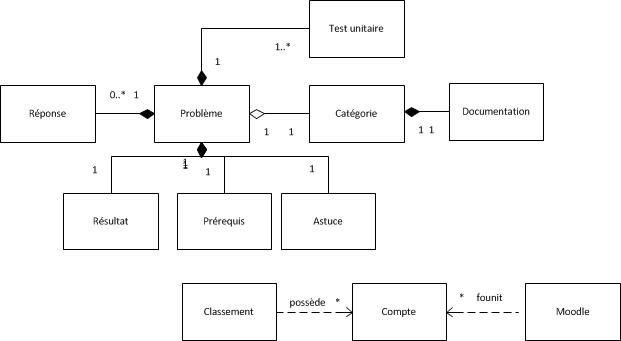 Test unitaire
1..*
1
Réponse
0..* 1
Problème
1 1
Catégorie
1 1
Documentation
1
1
1
1
Résultat
Prérequis
Astuce
Classement
possède *
Compte
* founit
Moodle